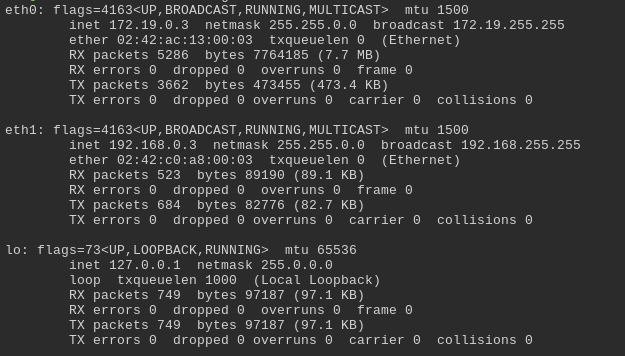 eth0: flags=4163<UP,BROADCAST,RUNNING,MULTICAST>  mtu 1500
        inet 172.19.0.3  netmask 255.255.0.0  broadcast 172.19.255.255
        ether 02:42:ac:13:00:03  txqueuelen 0  (Ethernet)
        RX packets 5286  bytes 7764185 (7.7 MB)
        RX errors 0  dropped 0  overruns 0  frame 0
        TX packets 3662  bytes 473455 (473.4 KB)
        TX errors 0  dropped 0 overruns 0  carrier 0  collisions 0

eth1: flags=4163<UP,BROADCAST,RUNNING,MULTICAST>  mtu 1500
        inet 192.168.0.3  netmask 255.255.0.0  broadcast 192.168.255.255
        ether 02:42:c0:a8:00:03  txqueuelen 0  (Ethernet)
        RX packets 523  bytes 89190 (89.1 KB)
        RX errors 0  dropped 0  overruns 0  frame 0
        TX packets 684  bytes 82776 (82.7 KB)
        TX errors 0  dropped 0 overruns 0  carrier 0  collisions 0

lo: flags=73<UP,LOOPBACK,RUNNING>  mtu 65536
        inet 127.0.0.1  netmask 255.0.0.0
        loop  txqueuelen 1000  (Local Loopback)
        RX packets 749  bytes 97187 (97.1 KB)
        RX errors 0  dropped 0  overruns 0  frame 0
        TX packets 749  bytes 97187 (97.1 KB)
        TX errors 0  dropped 0 overruns 0  carrier 0  collisions 0